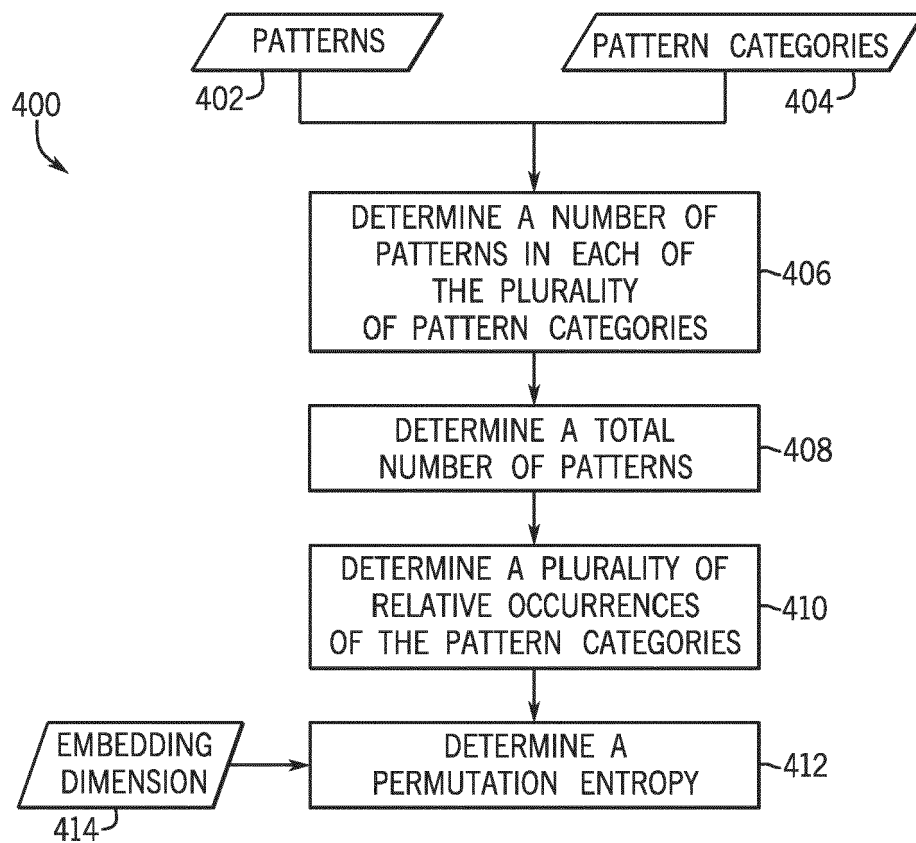 PATTERNS
402
PATTERN CATEGORIES
404
400
DETERMINE A NUMBER OF
PATTERNS IN EACH OF
THE PLURALITY
OF PATTERN CATEGORIES
406
DETERMINE A TOTAL
NUMBER OF PATTERNS
408
DETERMINE A PLURALITY OF
RELATIVE OCCURRENCES
OF THE PATTERN CATEGORIES
410
EMBEDDING
DIMENSION
414
DETERMINE A
PERMUTATION ENTROPY
412